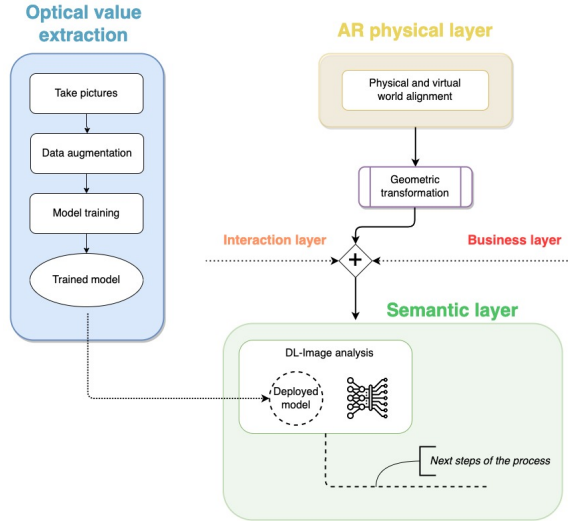 Optical value
extraction
Take pictures
Data augmentation
Model training
Trained model
AR physical layer
Physical and virtual
world alignment
Geometric
transformation
Interaction layer
+
Business layer
Semantic layer
DL-Image analysis
Deployed
model
Next steps of the process